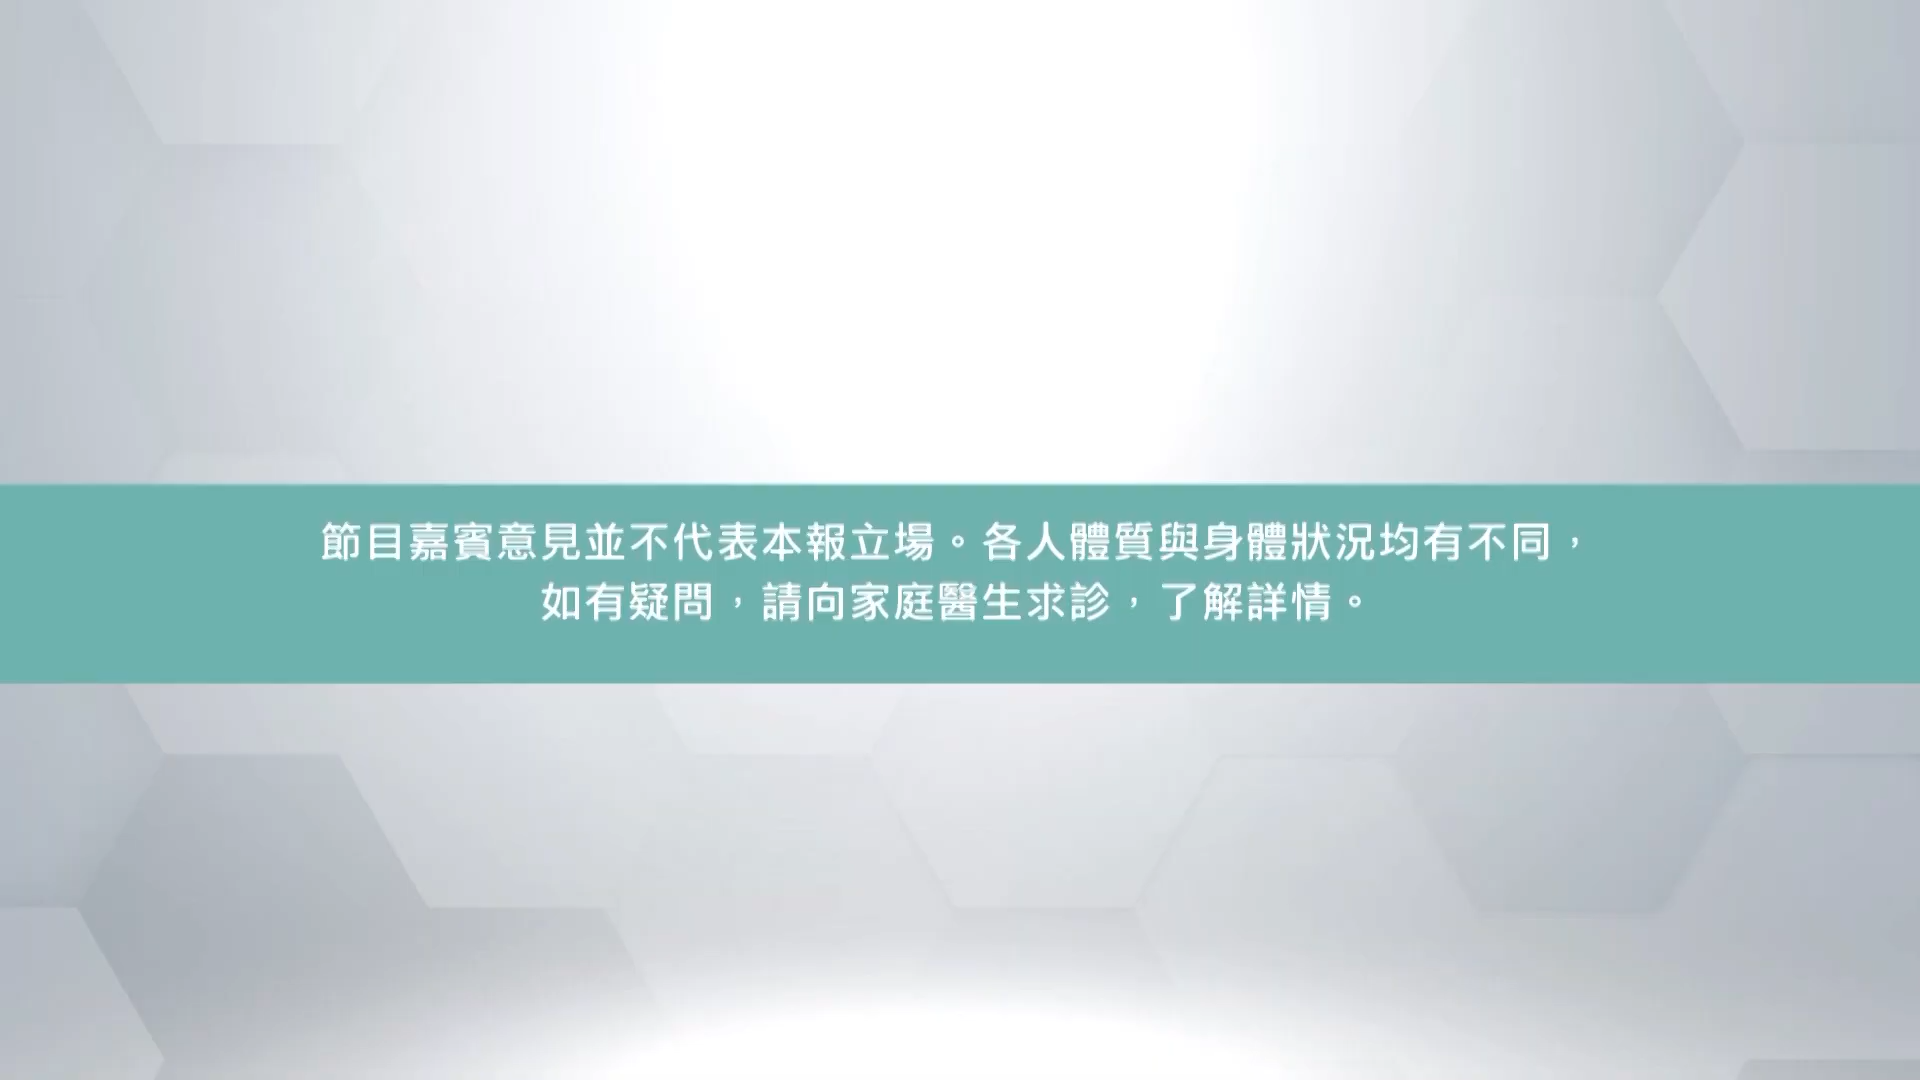 節目嘉賓意見並不代表本報立場。各人體質與身體狀況均有不同，
如有疑問，請向家庭醫生求診，了解詳情。